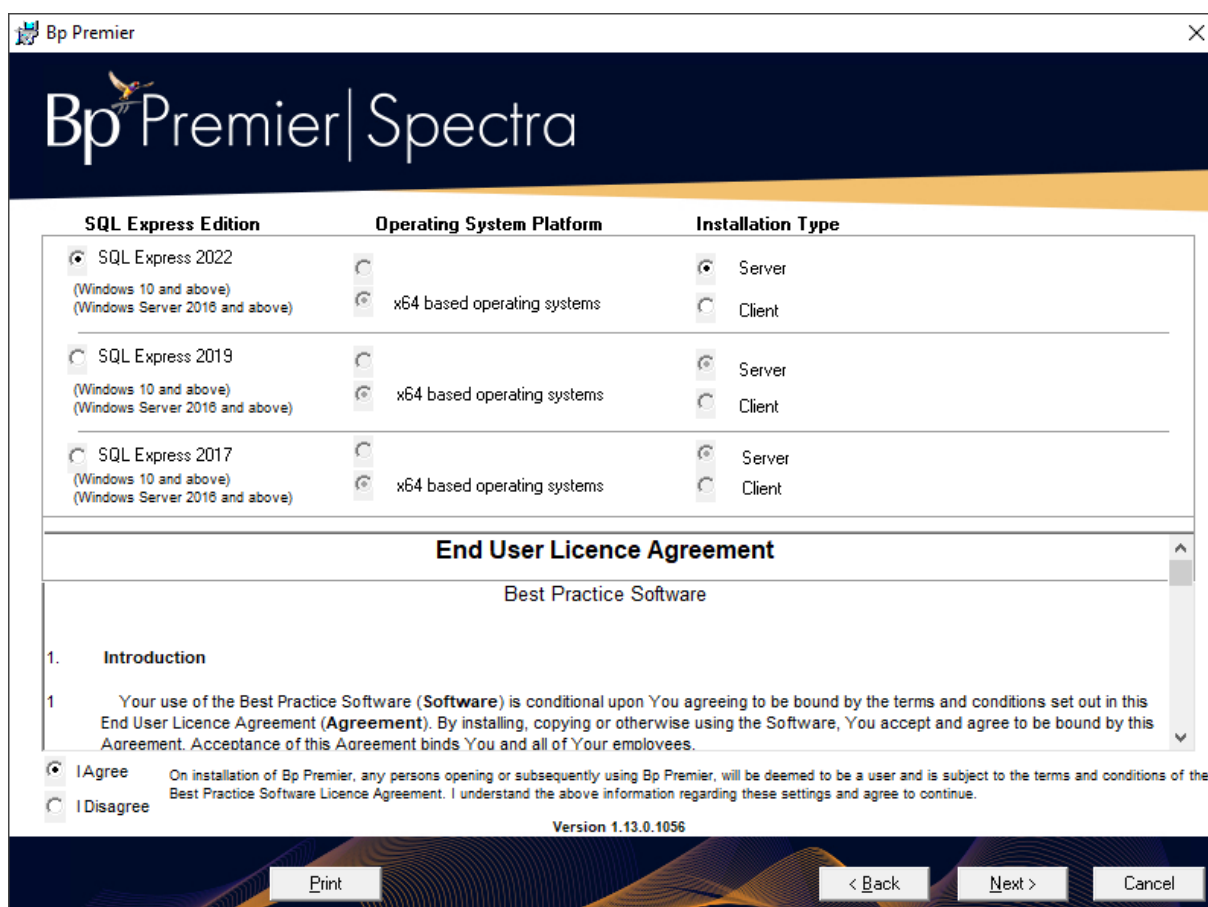 Bp Premier
Bp Premier | Spectra
SQL Express Edition Operating System Platform Installation Type
SQL Express 2022
Server
(Windows 10 and above)
(Windows Server 2016 and above)
x64 based operating systems
Client
SQL Express 2019
Server
(Windows 10 and above)
(Windows Server 2016 and above)
x64 based operating systems
Client
SQL Express 2017
Server
(Windows 10 and above)
(Windows Server 2016 and above)
x64 based operating systems
Client
End User Licence Agreement
Best Practice Software
1. Introduction
1 Your use of the Best Practice Software (Software) is conditional upon You agreeing to be bound by the terms and conditions set out in this
End User Licence Agreement (Agreement). By installing, copying or otherwise using the Software, You accept and agree to be bound by this
Agreement. Acceptance of this Agreement binds You and all of Your employees.
I Agree
On installation of Bp Premier, any persons opening or subsequently using Bp Premier, will be deemed to be a user and is subject to the terms and conditions of the
Best Practice Software Licence Agreement. I understand the above information regarding these settings and agree to continue.
I Disagree
Version 1.13.0.1056
Print < Back Next > Cancel